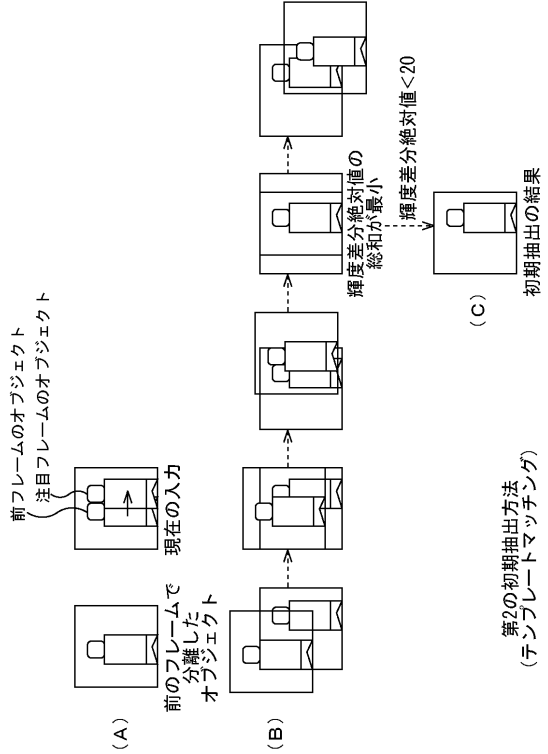 (A)
前のフレームで
分離した
オブジェクト
前フレームのオブジェクト
注目フレームのオブジェクト
現在の入力
(B)
輝度差分絶対値の
総和が最小
輝度差分絶対値<20
(C)
初期抽出の結果
第2の初期抽出方法
(テンプレートマッチング)